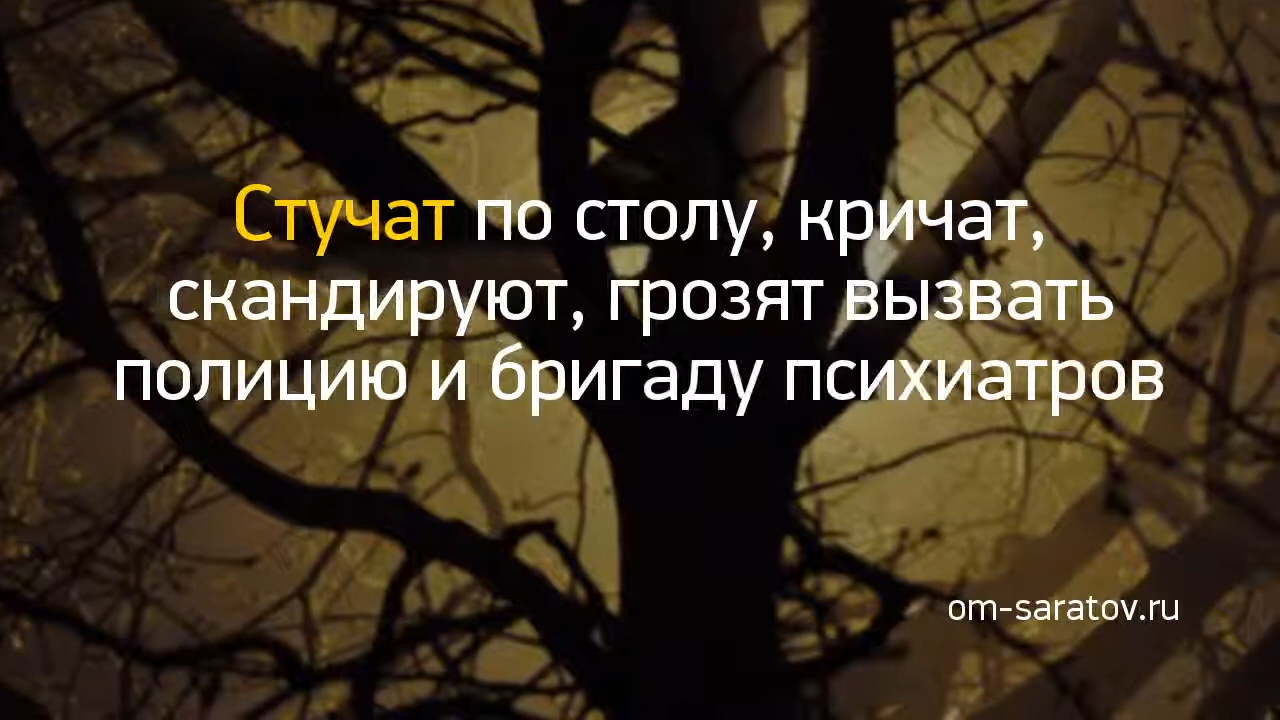 Стучат по столу, кричат,
скандируют, грозят вызвать
полицию и бригаду психиатров
om-saratov.ru